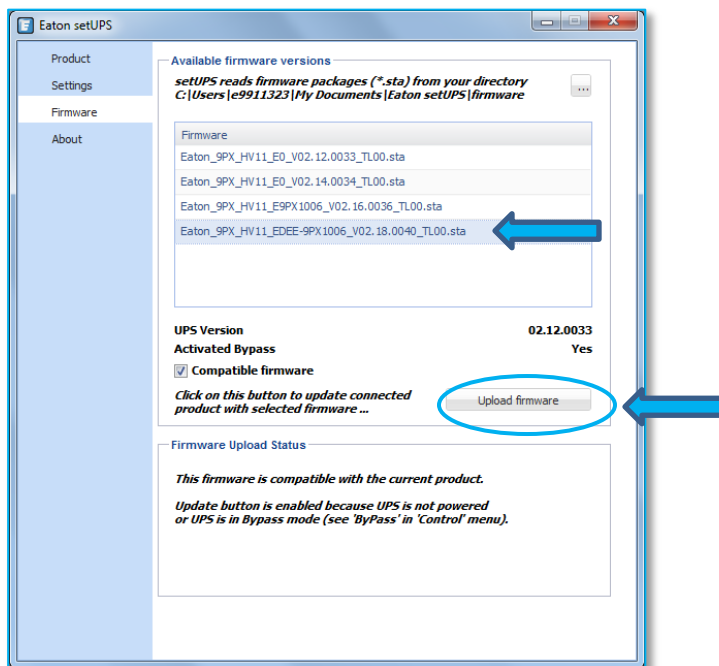 Eaton setUPS
Product
Settings
Firmware
About
Available firmware versions
setUPS reads firmware packages (*.sta) from your directory
C:|Users|e9911323|My Documents|Eaton setUPS|firmware
...
Firmware
Eaton_9PX_HV11_E0_V02.12.0033_TL00.sta
Eaton_9PX_HV11_E0_V02.14.0034_TL00.sta
Eaton_9PX_HV11_E9PX1006_V02.16.0036_TL00.sta
Eaton_9PX_HV11_EDEE-9PX1006_V02.18.0040_TL00.sta
UPS Version 02.12.0033
Activated Bypass Yes
Compatible firmware
Click on this button to update connected
product with selected firmware ...
Upload firmware
Firmware Upload Status
This firmware is compatible with the current product.
Update button is enabled because UPS is not powered
or UPS is in Bypass mode (see 'ByPass' in 'Control' menu).